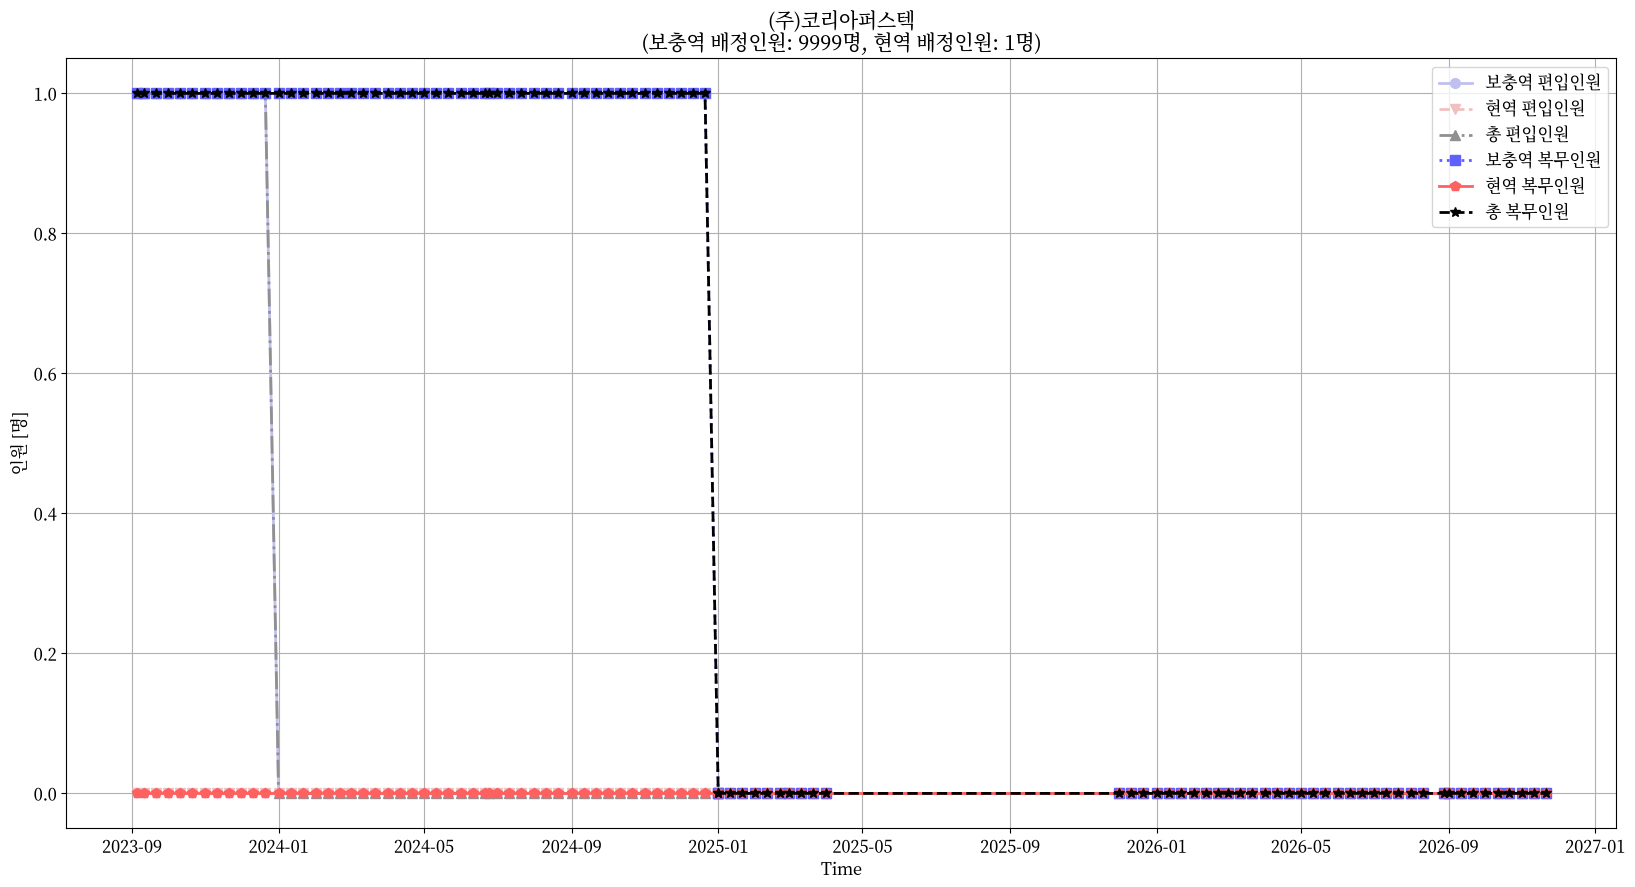 (주)코리아퍼스텍
(보충역 배정인원: 9999명, 현역 배정인원: 1명)
보충역 편입인원
현역 편입인원
총 편입인원
보충역 복무인원
현역 복무인원
총 복무인원
인원 [명]
1.0
0.8
0.6
0.4
0.2
0.0
2023-09 2024-01 2024-05 2024-09 2025-01 2025-05 2025-09 2026-01 2026-05 2026-09 2027-01
Time